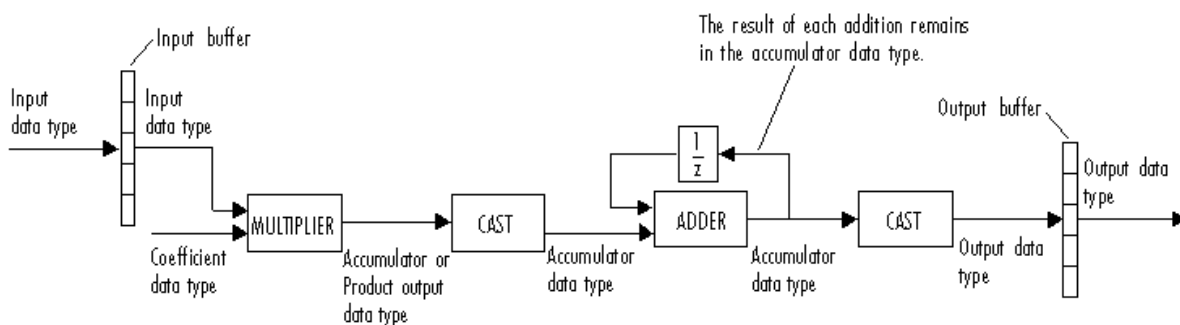 Input buffer
Input
data type
Input
data type
MULTIPLIER
Coefficient
data type
Accumulator or
Product output
data type
CAST
Accumulator
data type
The result of each addition remains
in the accumulator data type.
1
z
ADDER
Accumulator
data type
CAST
Output data
type
Output buffer
Output data
type